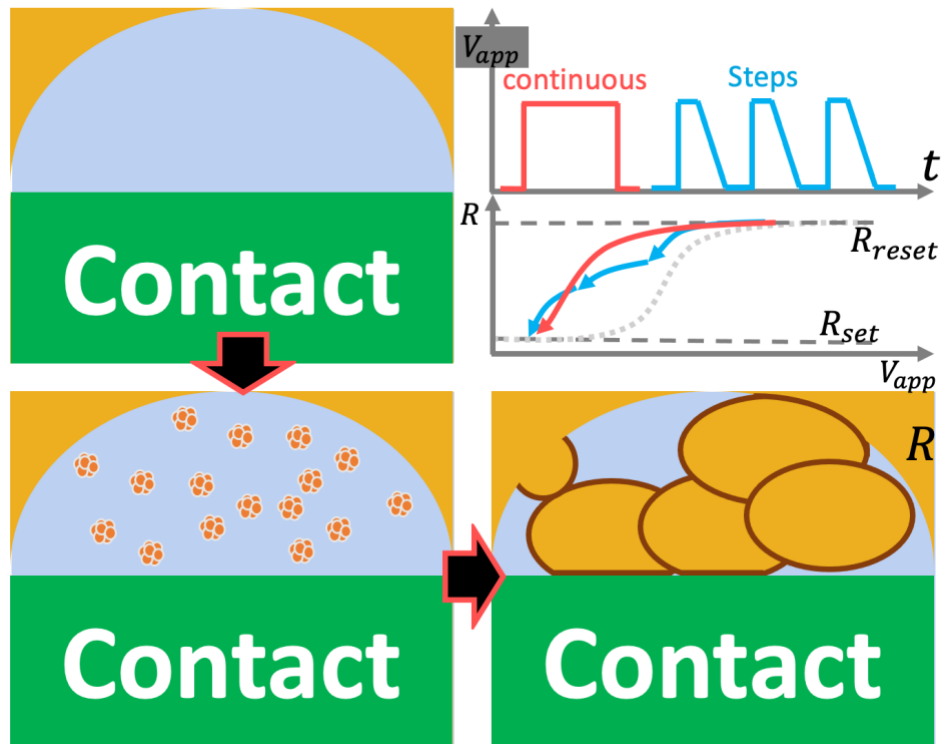 V_app
continuous
Steps
t
R
R_reset
R_set
V_app
Contact
R
Contact
Contact